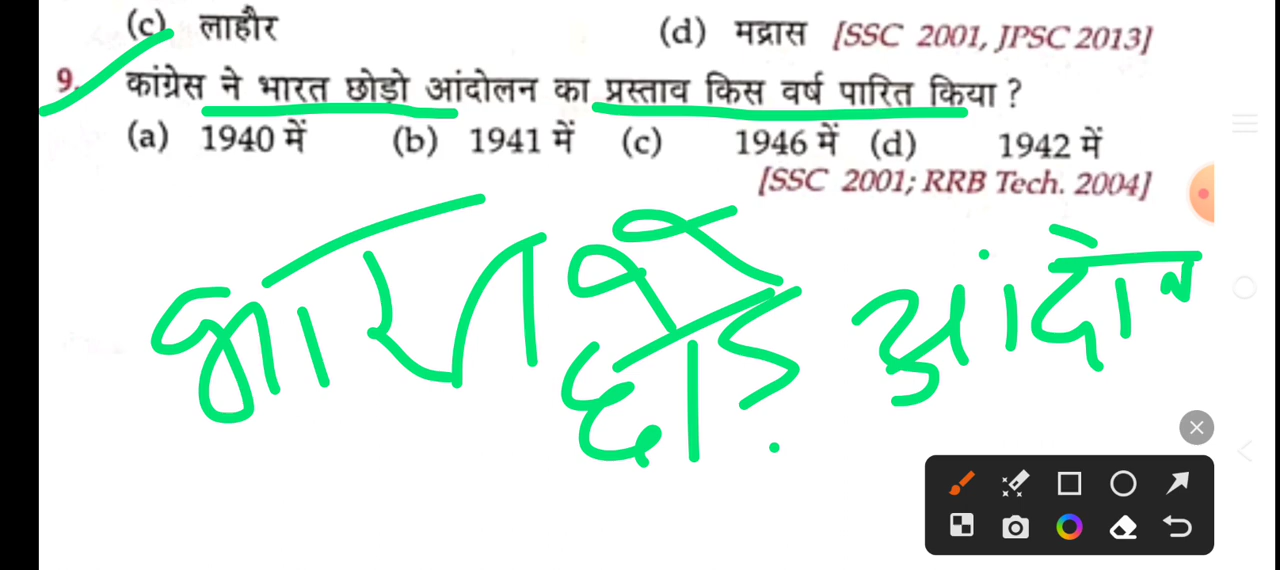 (c) लाहौर (d) मद्रास [SSC 2001, JPSC 2013]
9. कांग्रेस ने भारत छोड़ो आंदोलन का प्रस्ताव किस वर्ष पारित किया ?
(a) 1940 में (b) 1941 में (c) 1946 में (d) 1942 में
[SSC 2001; RRB Tech. 2004]
भारत छोड़ो